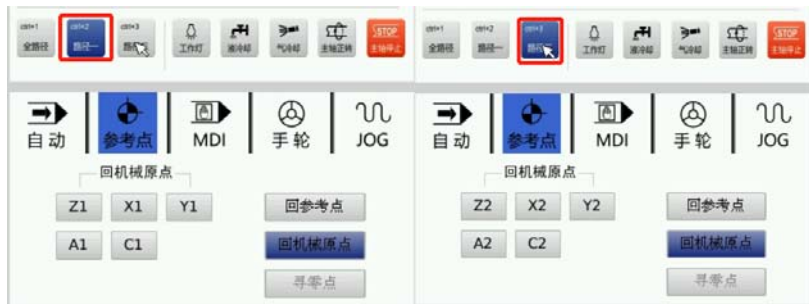 ctrl+1 ctrl+2 ctrl+3
全路径 路径一 路径 工作灯 液冷却 气冷却 主轴正转 STOP 主轴停止
自动 参考点 MDI 手轮 JOG
回机械原点
Z1 X1 Y1 回参考点
A1 C1 回机械原点
寻零点
ctrl+1 ctrl+2 ctrl+3
全路径 路径一 路径 工作灯 液冷却 气冷却 主轴正转 STOP 主轴停止
自动 参考点 MDI 手轮 JOG
回机械原点
Z2 X2 Y2 回参考点
A2 C2 回机械原点
寻零点